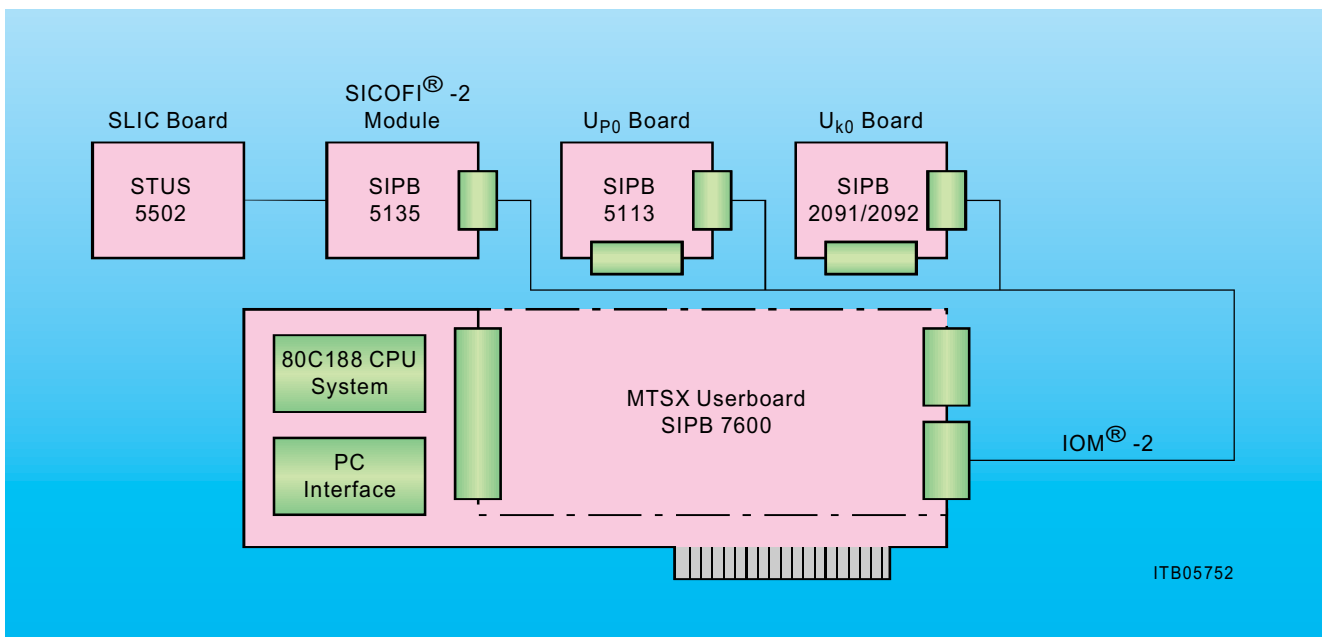 SLIC Board
STUS
5502
SICOFI® -2
Module
SIPB
5135
UP0 Board
SIPB
5113
Uk0 Board
SIPB
2091/2092
80C188 CPU
System
PC
Interface
MTSX Userboard
SIPB 7600
IOM® -2
ITB05752